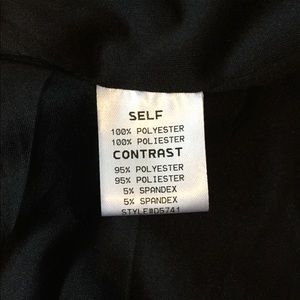 SELF
100% POLYESTER
100% POLIESTER
CONTRAST
95% POLYESTER
95% POLIESTER
5% SPANDEX
5% SPANDEX
STYLE#D5741